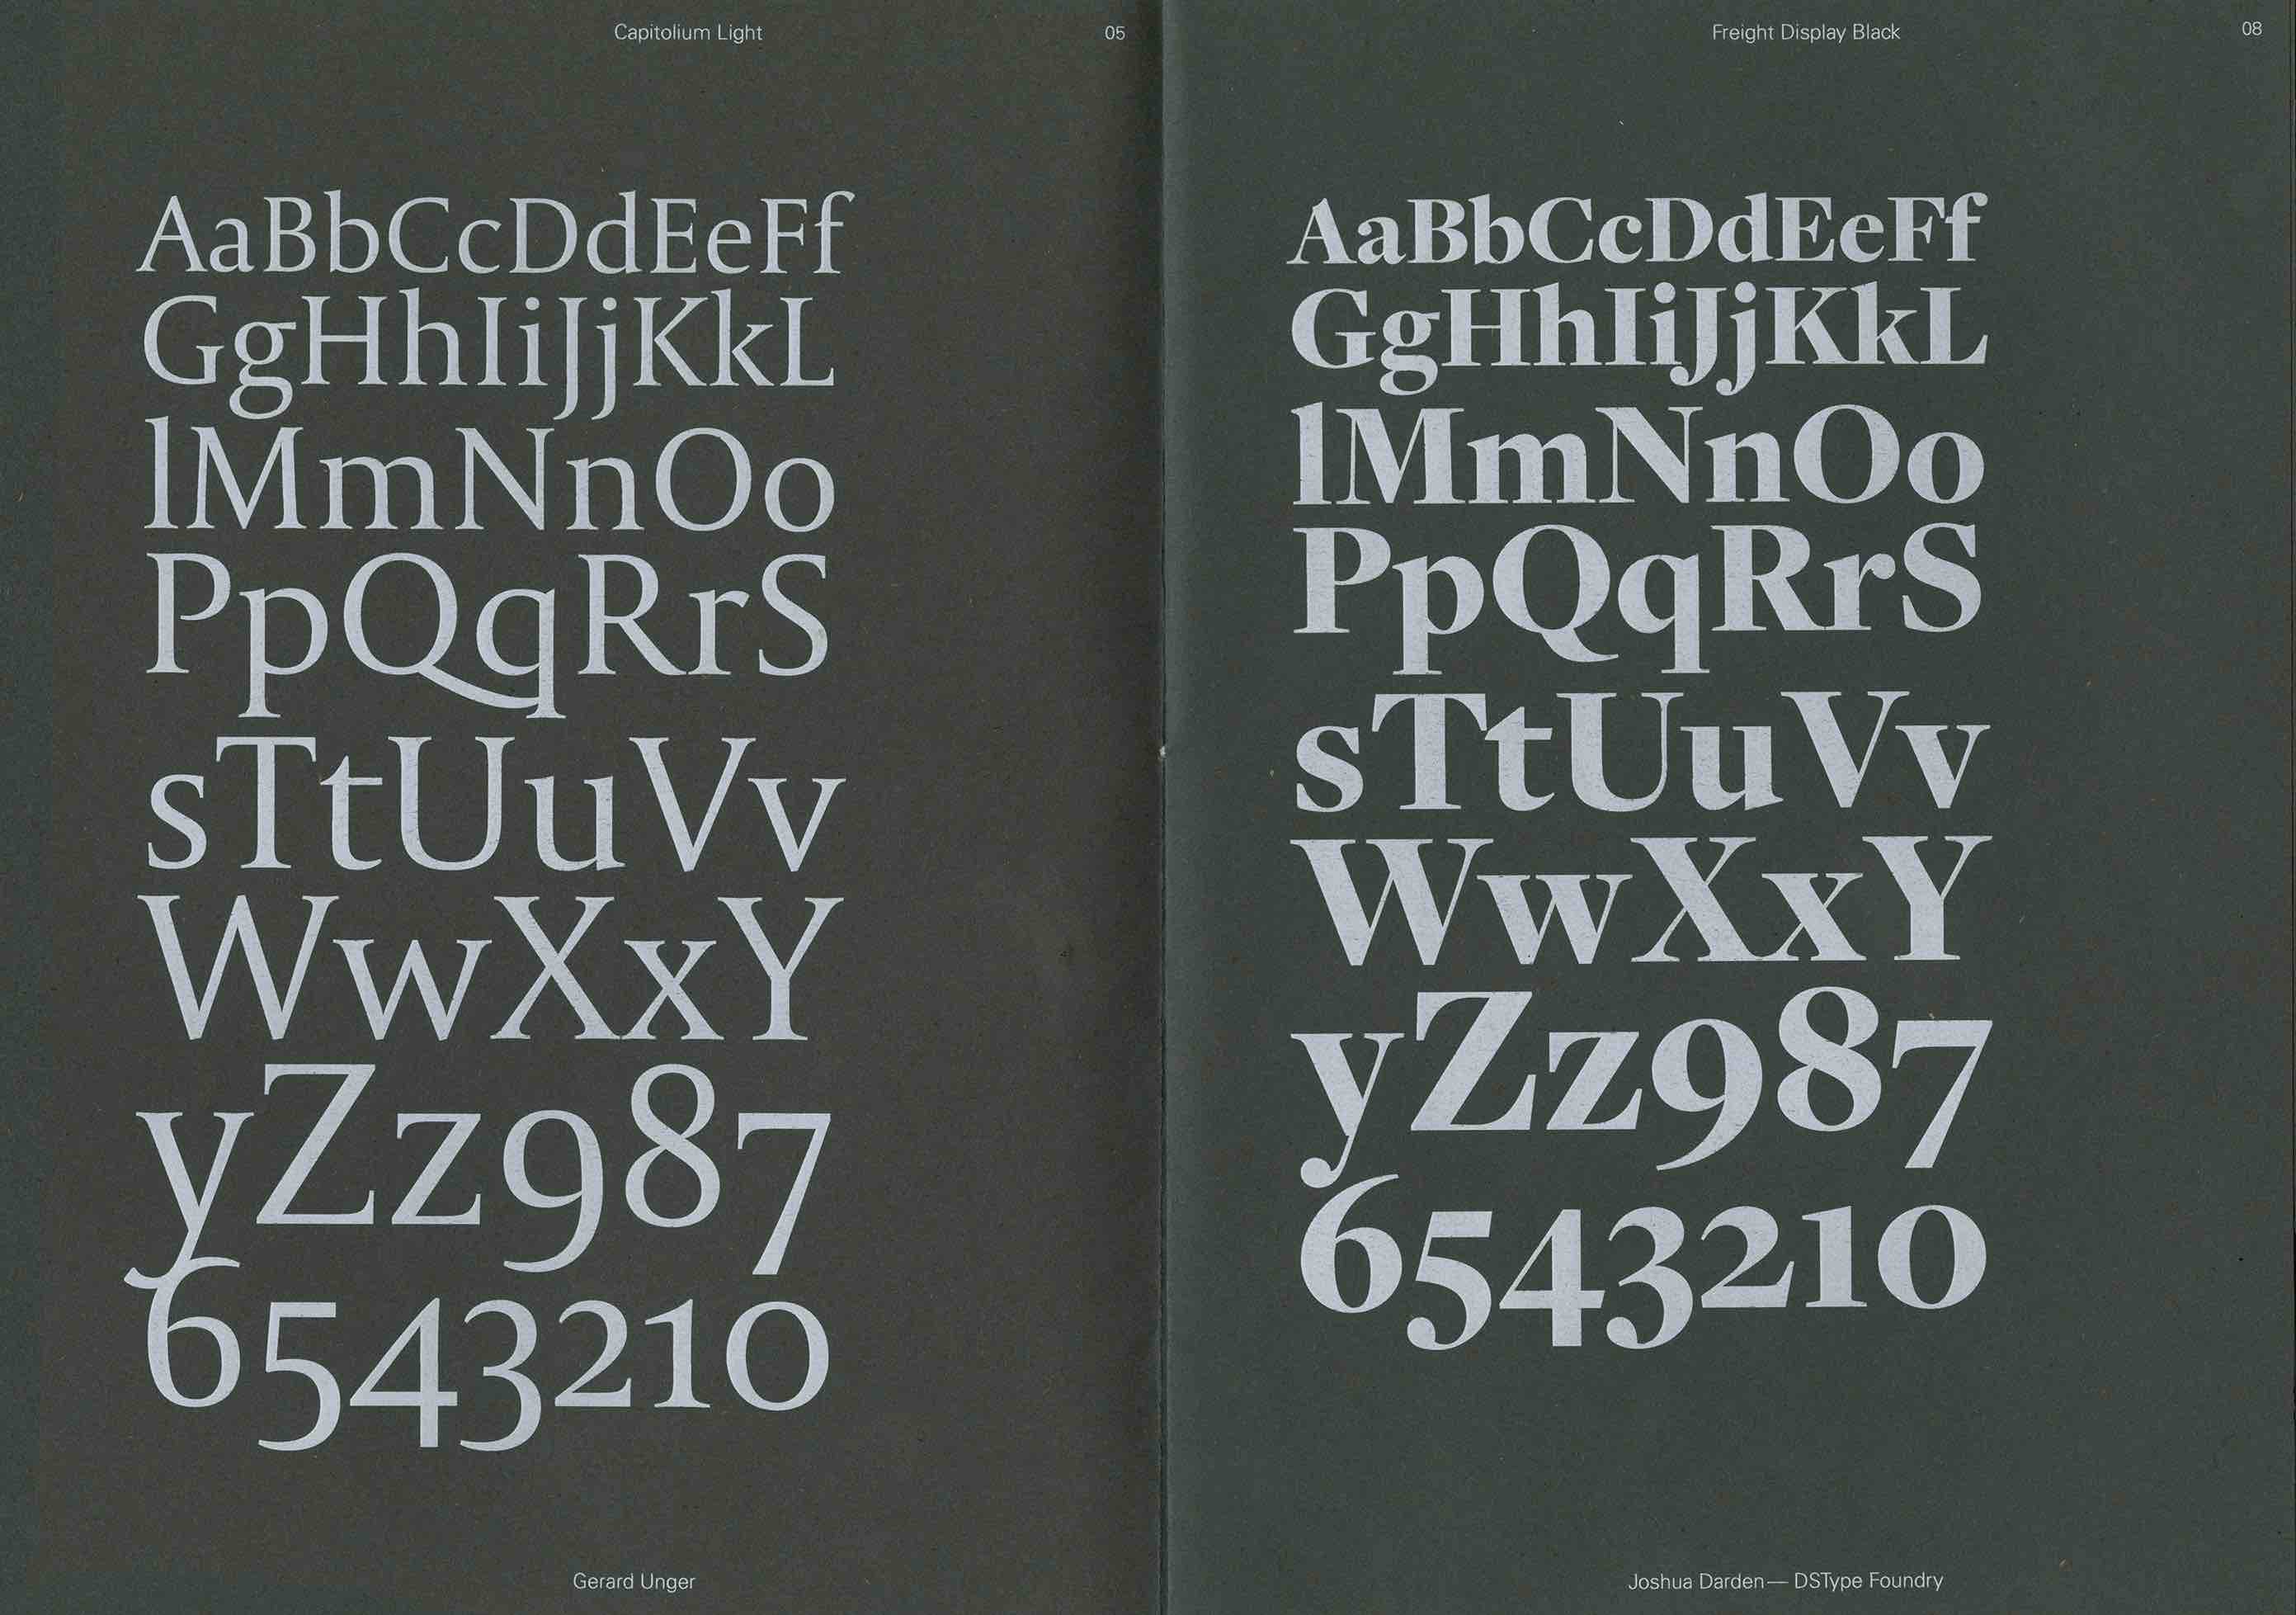 Capitolium Light 05
AaBbCcDdEeFf
GgHhIiJjKkL
lMmNnOo
PpQqRrS
sTtUuVv
WwXxY
yZz987
6543210
Gerard Unger
Freight Display Black 08
AaBbCcDdEeFf
GgHhIiJjKkL
lMmNnOo
PpQqRrS
sTtUuVv
WwXxY
yZz987
6543210
Joshua Darden— DSType Foundry